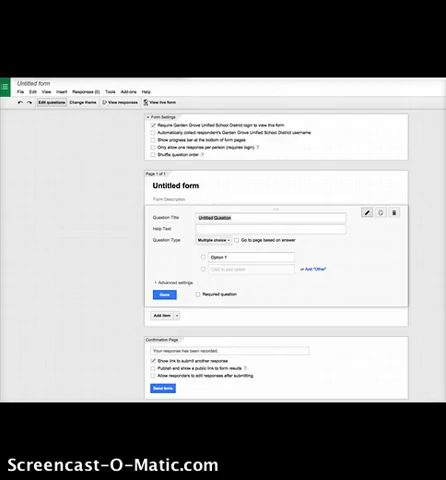 Untitled form
File Edit View Insert Responses (0) Tools Add-ons Help
Edit questions Change theme View responses View live form
Form Settings
Require Garden Grove Unified School District login to view this form
Automatically collect respondent's Garden Grove Unified School District username
Show progress bar at the bottom of form pages
Only allow one response per person (requires login) ?
Shuffle question order ?
Page 1 of 1
Untitled form
Form Description
Question Title Untitled Question
Help Text
Question Type Multiple choice Go to page based on answer
Option 1
Click to add option or Add "Other"
Advanced settings
Done Required question
Add item
Confirmation Page
Your response has been recorded.
Show link to submit another response
Publish and show a public link to form results ?
Allow responders to edit responses after submitting
Send form
Screencast-O-Matic.com